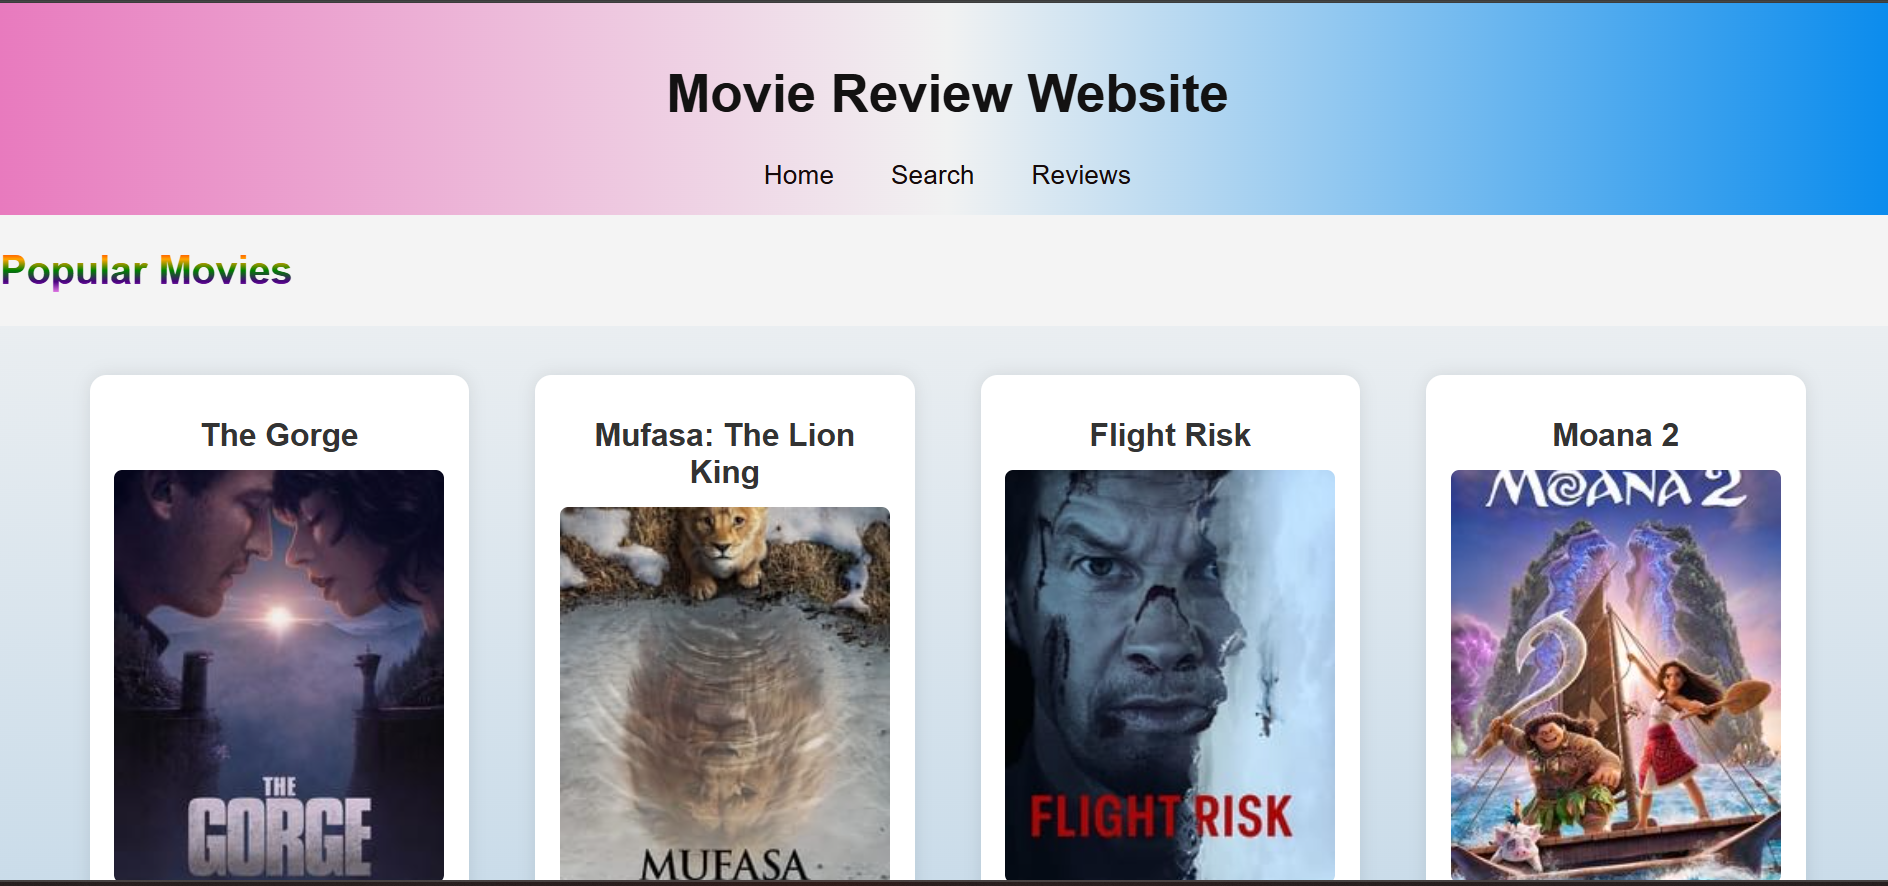 Movie Review Website
Home Search Reviews
Popular Movies
The Gorge
Mufasa: The Lion
King
Flight Risk
Moana 2
THE
GORGE
MUFASA
FLIGHT RISK
MOANA 2